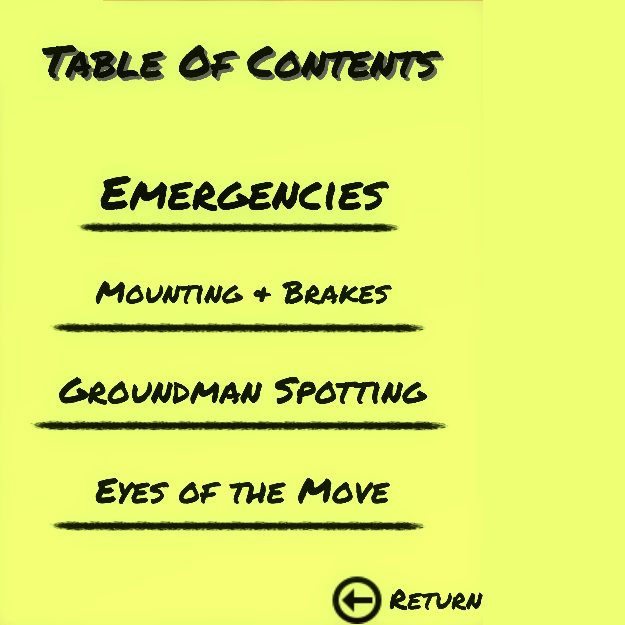 Table Of Contents
Emergencies
Mounting + Brakes
Groundman Spotting
Eyes of the Move
Return